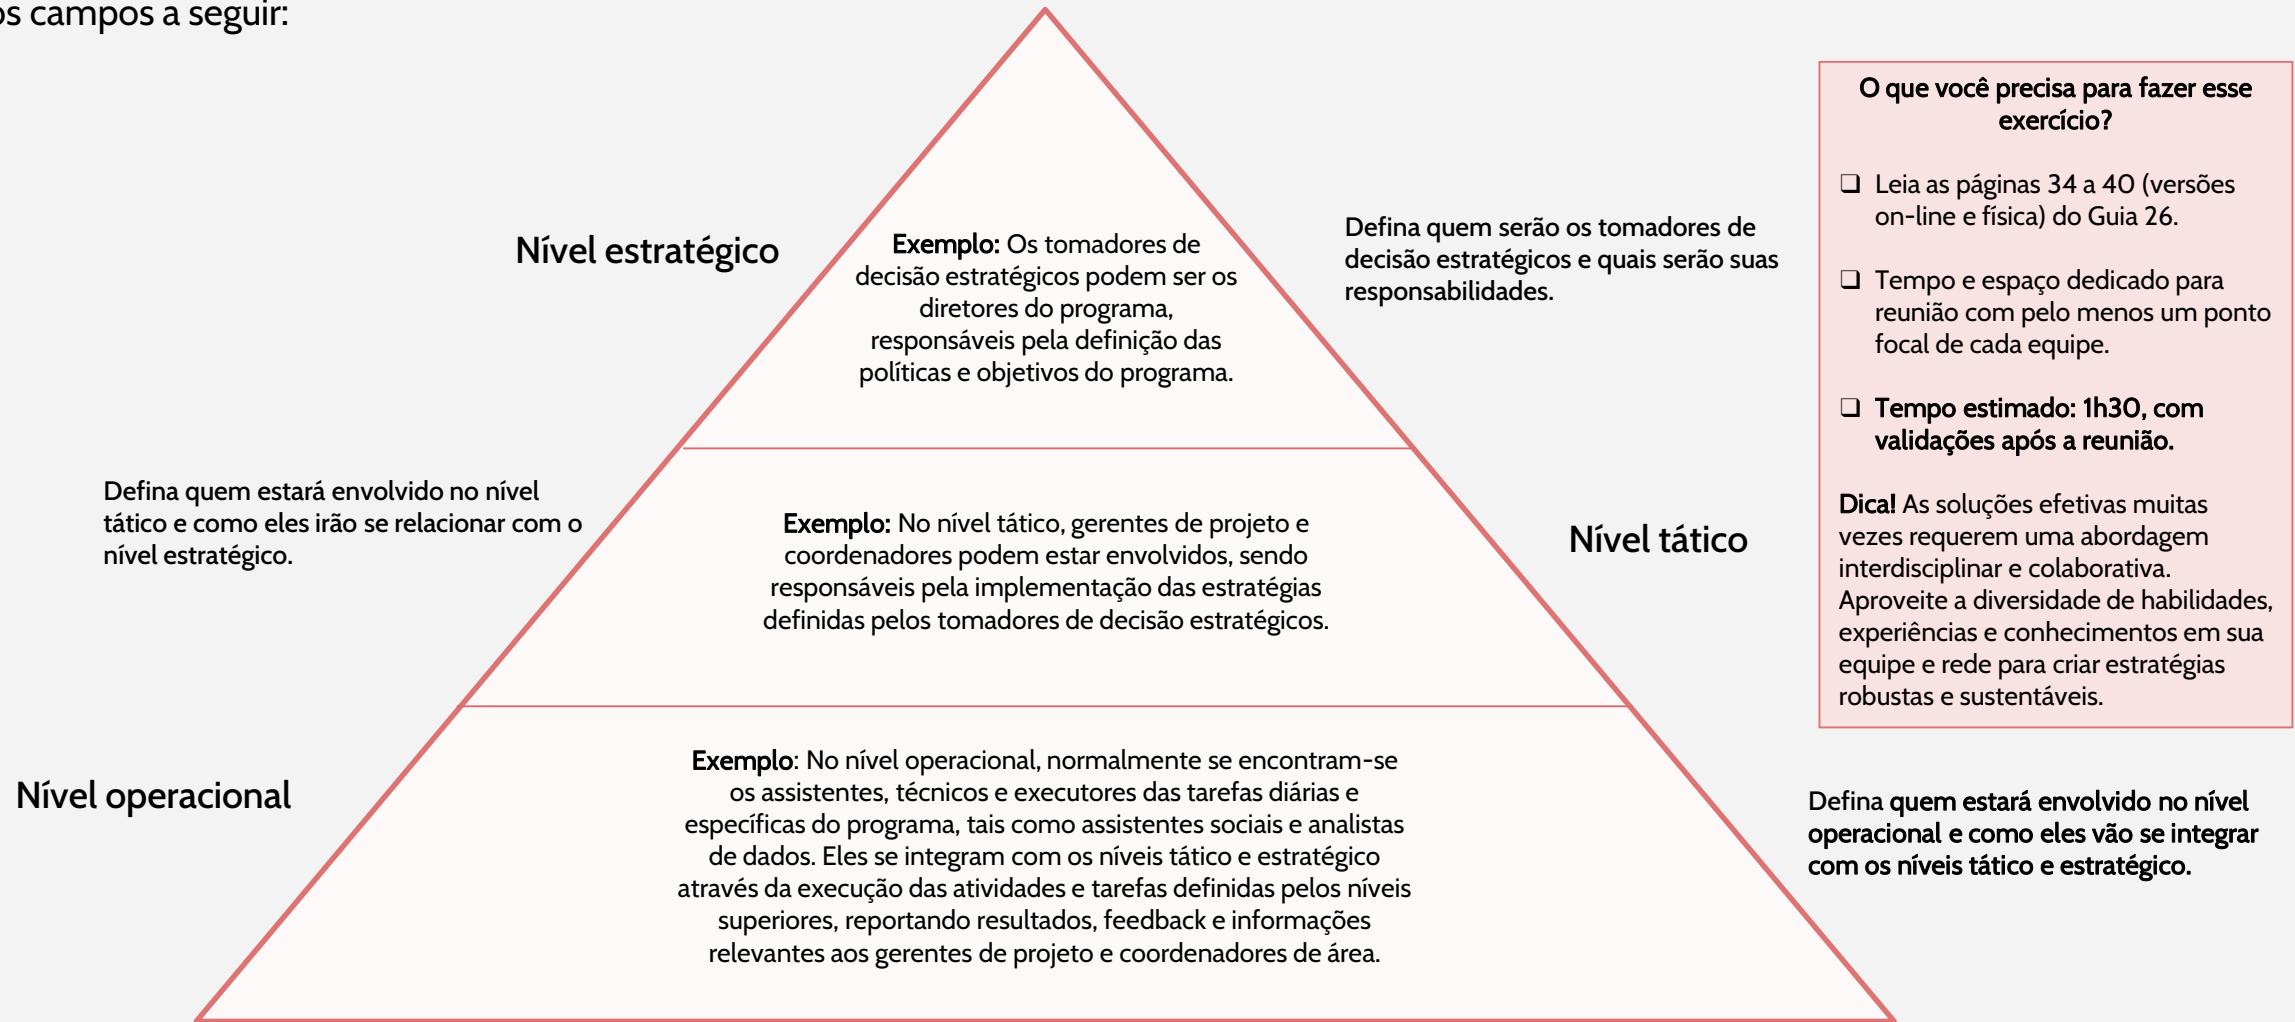 os campos a seguir:
Nível estratégico
Exemplo: Os tomadores de
decisão estratégicos podem ser os
diretores do programa,
responsáveis pela definição das
políticas e objetivos do programa.
Defina quem serão os tomadores de
decisão estratégicos e quais serão suas
responsabilidades.
Defina quem estará envolvido no nível
tático e como eles irão se relacionar com o
nível estratégico.
Exemplo: No nível tático, gerentes de projeto e
coordenadores podem estar envolvidos, sendo
responsáveis pela implementação das estratégias
definidas pelos tomadores de decisão estratégicos.
Nível tático
Nível operacional
Exemplo: No nível operacional, normalmente se encontram-se
os assistentes, técnicos e executores das tarefas diárias e
específicas do programa, tais como assistentes sociais e analistas
de dados. Eles se integram com os níveis tático e estratégico
através da execução das atividades e tarefas definidas pelos níveis
superiores, reportando resultados, feedback e informações
relevantes aos gerentes de projeto e coordenadores de área.
Defina quem estará envolvido no nível
operacional e como eles vão se integrar
com os níveis tático e estratégico.
O que você precisa para fazer esse
exercício?
❑ Leia as páginas 34 a 40 (versões
on-line e física) do Guia 26.
❑ Tempo e espaço dedicado para
reunião com pelo menos um ponto
focal de cada equipe.
❑ Tempo estimado: 1h30, com
validações após a reunião.
Dica! As soluções efetivas muitas
vezes requerem uma abordagem
interdisciplinar e colaborativa.
Aproveite a diversidade de habilidades,
experiências e conhecimentos em sua
equipe e rede para criar estratégias
robustas e sustentáveis.